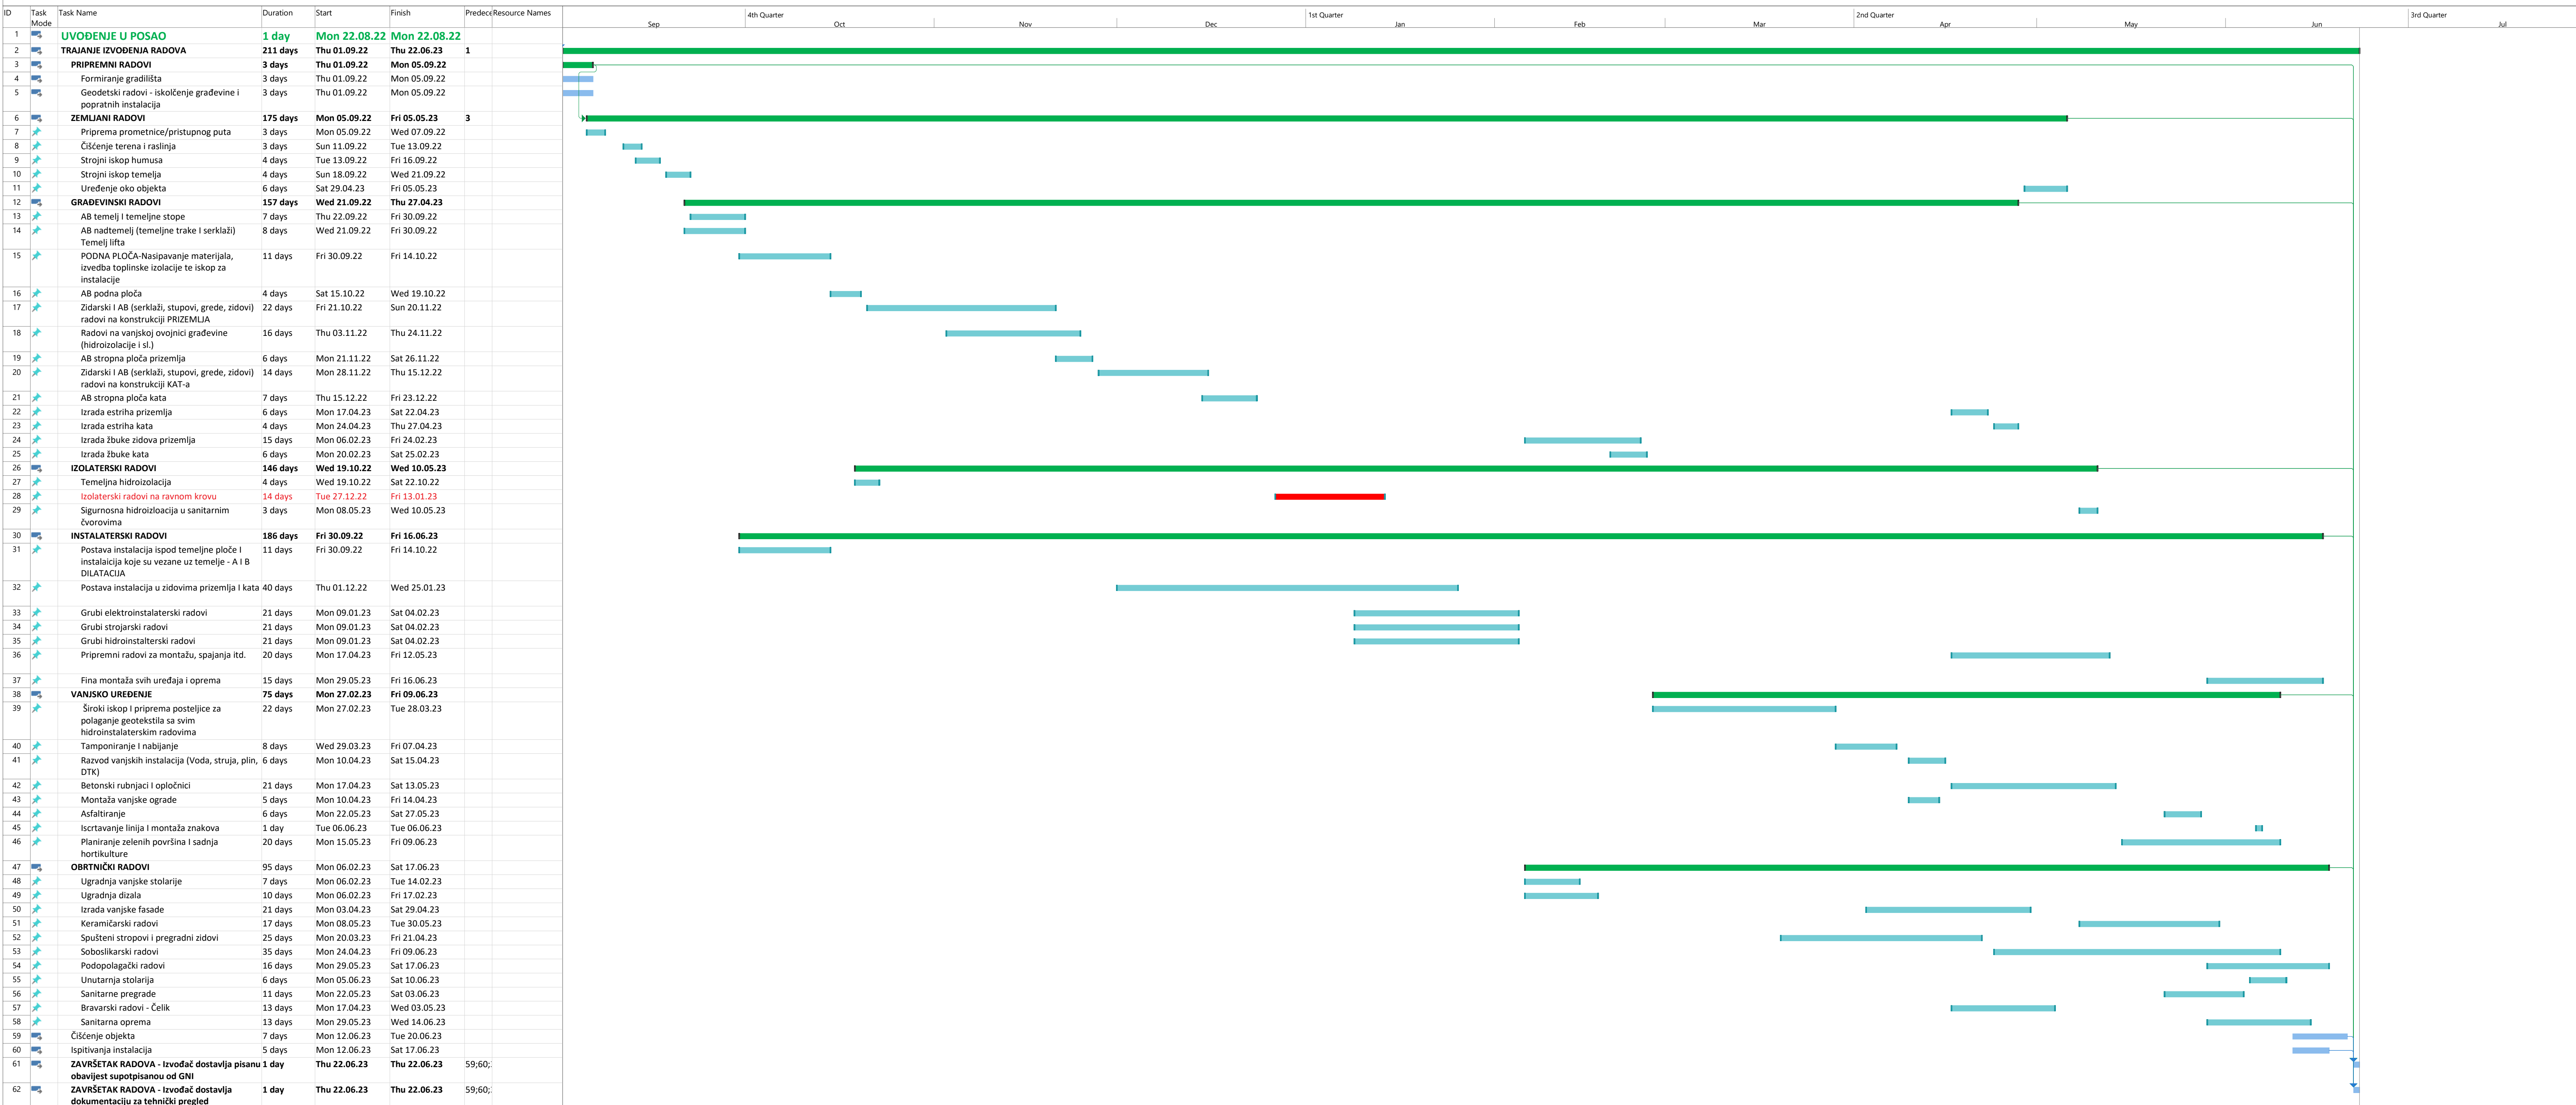 ID Task Mode Task Name Duration Start Finish Predece Resource Names
4th Quarter 1st Quarter 2nd Quarter 3rd Quarter
Sep Oct Nov Dec Jan Feb Mar Apr May Jun Jul
1 UVOĐENJE U POSAO 1 day Mon 22.08.22 Mon 22.08.22
2 TRAJANJE IZVOĐENJA RADOVA 211 days Thu 01.09.22 Thu 22.06.23 1
3 PRIPREMNI RADOVI 3 days Thu 01.09.22 Mon 05.09.22
4 Formiranje gradilišta 3 days Thu 01.09.22 Mon 05.09.22
5 Geodetski radovi - iskolčenje građevine i 3 days Thu 01.09.22 Mon 05.09.22
popratnih instalacija
6 ZEMLJANI RADOVI 175 days Mon 05.09.22 Fri 05.05.23 3
7 Priprema prometnice/pristupnog puta 3 days Mon 05.09.22 Wed 07.09.22
8 Čišćenje terena i raslinja 3 days Sun 11.09.22 Tue 13.09.22
9 Strojni iskop humusa 4 days Tue 13.09.22 Fri 16.09.22
10 Strojni iskop temelja 4 days Sun 18.09.22 Wed 21.09.22
11 Uređenje oko objekta 6 days Sat 29.04.23 Fri 05.05.23
12 GRAĐEVINSKI RADOVI 157 days Wed 21.09.22 Thu 27.04.23
13 AB temelj I temeljne stope 7 days Thu 22.09.22 Fri 30.09.22
14 AB nadtemelj (temeljne trake I serklaži) 8 days Wed 21.09.22 Fri 30.09.22
Temelj lifta
15 PODNA PLOČA-Nasipavanje materijala, 11 days Fri 30.09.22 Fri 14.10.22
izvedba toplinske izolacije te iskop za
instalacije
16 AB podna ploča 4 days Sat 15.10.22 Wed 19.10.22
17 Zidarski I AB (serklaži, stupovi, grede, zidovi) 22 days Fri 21.10.22 Sun 20.11.22
radovi na konstrukciji PRIZEMLJA
18 Radovi na vanjskoj ovojnici građevine 16 days Thu 03.11.22 Thu 24.11.22
(hidroizolacije i sl.)
19 AB stropna ploča prizemlja 6 days Mon 21.11.22 Sat 26.11.22
20 Zidarski I AB (serklaži, stupovi, grede, zidovi) 14 days Mon 28.11.22 Thu 15.12.22
radovi na konstrukciji KAT-a
21 AB stropna ploča kata 7 days Thu 15.12.22 Fri 23.12.22
22 Izrada estriha prizemlja 6 days Mon 17.04.23 Sat 22.04.23
23 Izrada estriha kata 4 days Mon 24.04.23 Thu 27.04.23
24 Izrada žbuke zidova prizemlja 15 days Mon 06.02.23 Fri 24.02.23
25 Izrada žbuke kata 6 days Mon 20.02.23 Sat 25.02.23
26 IZOLATERSKI RADOVI 146 days Wed 19.10.22 Wed 10.05.23
27 Temeljna hidroizolacija 4 days Wed 19.10.22 Sat 22.10.22
28 Izolaterski radovi na ravnom krovu 14 days Tue 27.12.22 Fri 13.01.23
29 Sigurnosna hidroizloacija u sanitarnim 3 days Mon 08.05.23 Wed 10.05.23
čvorovima
30 INSTALATERSKI RADOVI 186 days Fri 30.09.22 Fri 16.06.23
31 Postava instalacija ispod temeljne ploče I 11 days Fri 30.09.22 Fri 14.10.22
instalaicija koje su vezane uz temelje - A I B
DILATACIJA
32 Postava instalacija u zidovima prizemlja I kata 40 days Thu 01.12.22 Wed 25.01.23
33 Grubi elektroinstalaterski radovi 21 days Mon 09.01.23 Sat 04.02.23
34 Grubi strojarski radovi 21 days Mon 09.01.23 Sat 04.02.23
35 Grubi hidroinstalterski radovi 21 days Mon 09.01.23 Sat 04.02.23
36 Pripremni radovi za montažu, spajanja itd. 20 days Mon 17.04.23 Fri 12.05.23
37 Fina montaža svih uređaja i oprema 15 days Mon 29.05.23 Fri 16.06.23
38 VANJSKO UREĐENJE 75 days Mon 27.02.23 Fri 09.06.23
39 Široki iskop I priprema posteljice za 22 days Mon 27.02.23 Tue 28.03.23
polaganje geotekstila sa svim
hidroinstalaterskim radovima
40 Tamponiranje I nabijanje 8 days Wed 29.03.23 Fri 07.04.23
41 Razvod vanjskih instalacija (Voda, struja, plin, 6 days Mon 10.04.23 Sat 15.04.23
DTK)
42 Betonski rubnjaci I opločnici 21 days Mon 17.04.23 Sat 13.05.23
43 Montaža vanjske ograde 5 days Mon 10.04.23 Fri 14.04.23
44 Asfaltiranje 6 days Mon 22.05.23 Sat 27.05.23
45 Iscrtavanje linija I montaža znakova 1 day Tue 06.06.23 Tue 06.06.23
46 Planiranje zelenih površina I sadnja 20 days Mon 15.05.23 Fri 09.06.23
hortikulture
47 OBRTNIČKI RADOVI 95 days Mon 06.02.23 Sat 17.06.23
48 Ugradnja vanjske stolarije 7 days Mon 06.02.23 Tue 14.02.23
49 Ugradnja dizala 10 days Mon 06.02.23 Fri 17.02.23
50 Izrada vanjske fasade 21 days Mon 03.04.23 Sat 29.04.23
51 Keramičarski radovi 17 days Mon 08.05.23 Tue 30.05.23
52 Spušteni stropovi i pregradni zidovi 25 days Mon 20.03.23 Fri 21.04.23
53 Soboslikarski radovi 35 days Mon 24.04.23 Fri 09.06.23
54 Podopolagački radovi 16 days Mon 29.05.23 Sat 17.06.23
55 Unutarnja stolarija 6 days Mon 05.06.23 Sat 10.06.23
56 Sanitarne pregrade 11 days Mon 22.05.23 Sat 03.06.23
57 Bravarski radovi - Čelik 13 days Mon 17.04.23 Wed 03.05.23
58 Sanitarna oprema 13 days Mon 29.05.23 Wed 14.06.23
59 Čišćenje objekta 7 days Mon 12.06.23 Tue 20.06.23
60 Ispitivanja instalacija 5 days Mon 12.06.23 Sat 17.06.23
61 ZAVRŠETAK RADOVA - Izvođač dostavlja pisanu 1 day Thu 22.06.23 Thu 22.06.23 59;60;
obavijest supotpisanou od GNI
62 ZAVRŠETAK RADOVA - Izvođač dostavlja 1 day Thu 22.06.23 Thu 22.06.23 59;60;
dokumentaciju za tehnički pregled